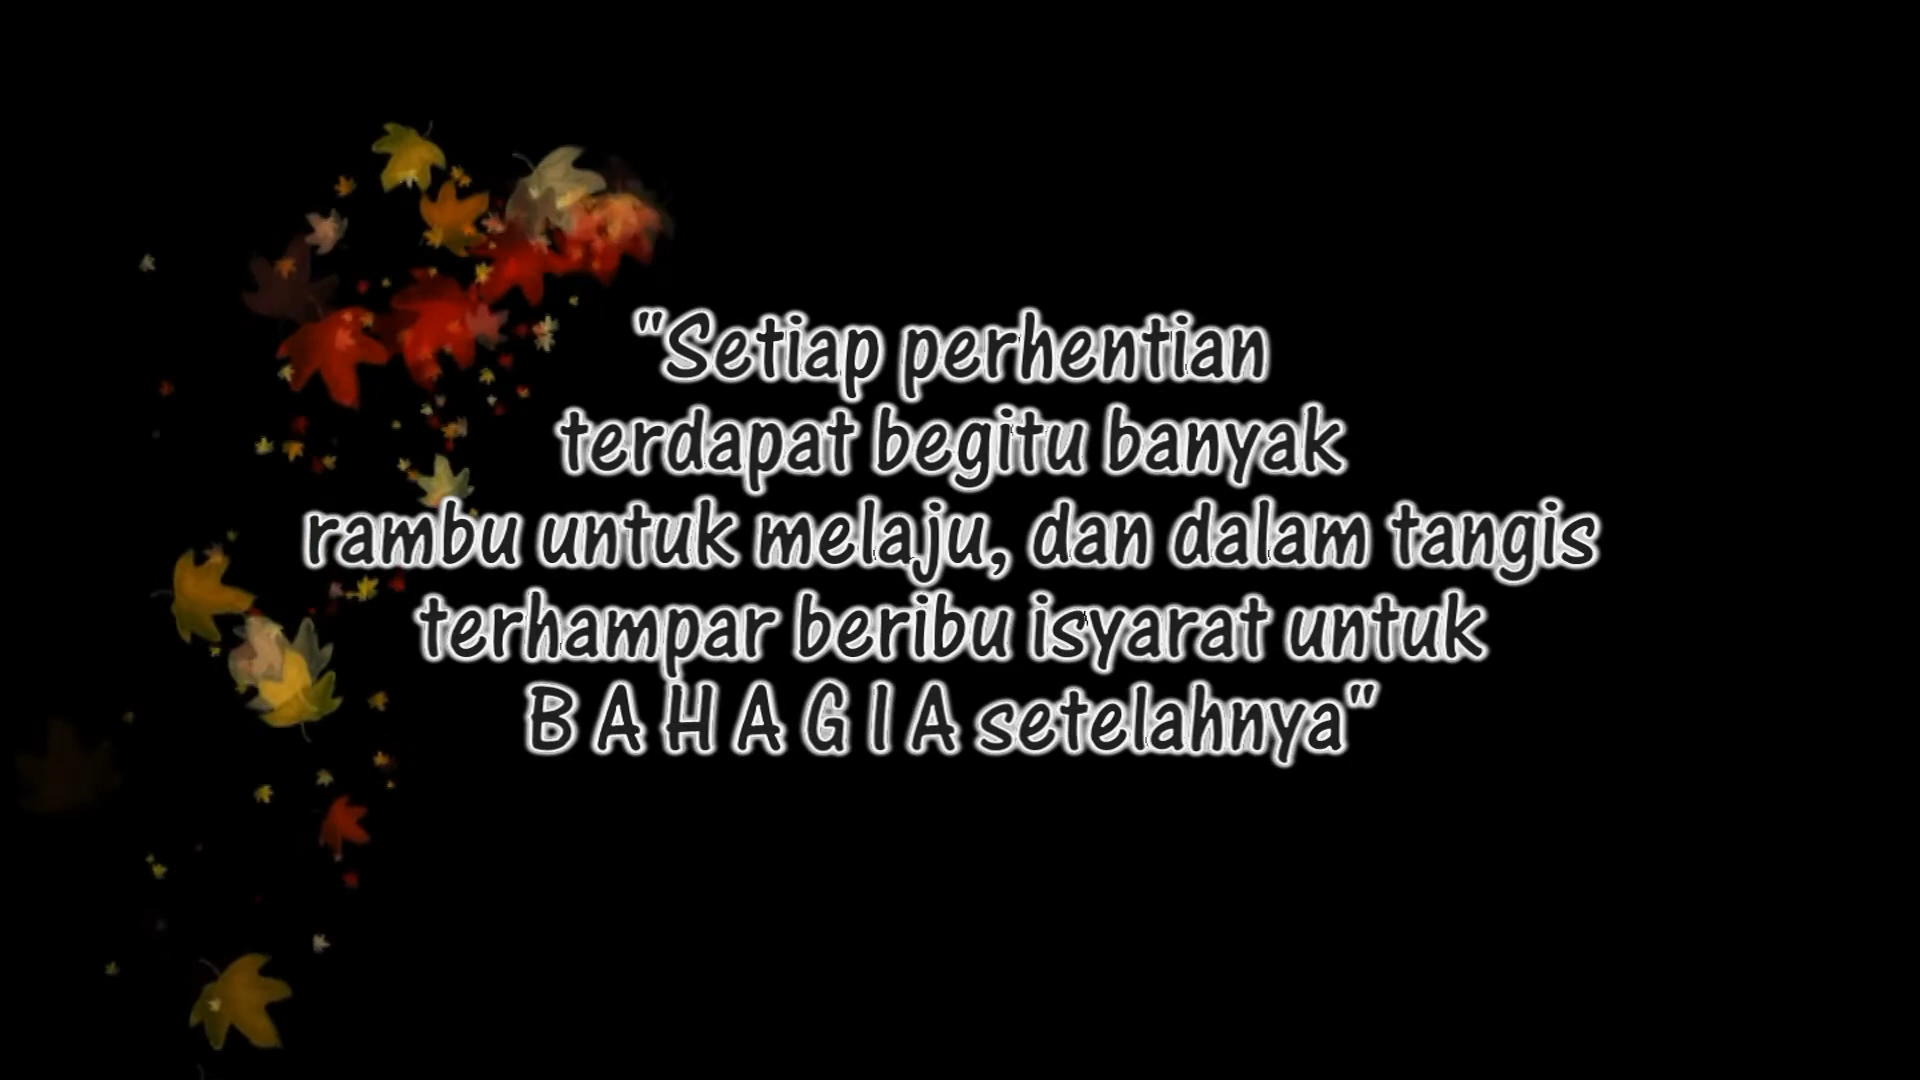 "Setiap perhentian
terdapat begitu banyak
rambu untuk melaju, dan dalam tangis
terhampar beribu isyarat untuk
B A H A G I A setelahnya"